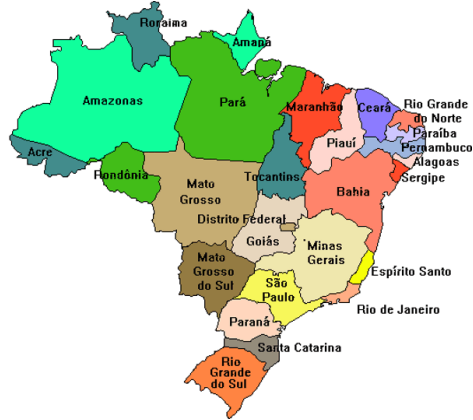 Roraima
Amapá
Amazonas
Pará
Maranhão
Ceará
Rio Grande
do Norte
Paraíba
Piauí
Pernambuco
Acre
Alagoas
Rondônia
Tocantins
Sergipe
Mato
Grosso
Bahia
Distrito Federal
Goiás
Minas
Gerais
Mato
Grosso
do Sul
Espírito Santo
São
Paulo
Rio de Janeiro
Paraná
Santa Catarina
Rio
Grande
do Sul